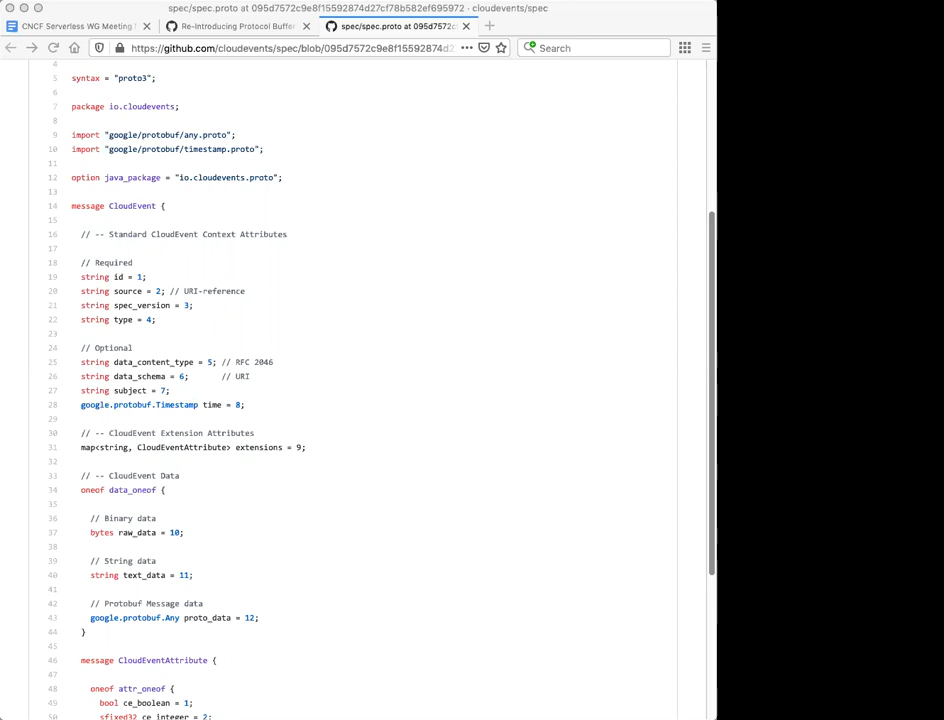 spec/spec.proto at 095d7572c9e8f15592874d27cf78b582ef695972 · cloudevents/spec
CNCF Serverless WG Meeting
Re-Introducing Protocol Buffer
spec/spec.proto at 095d7572c
https://github.com/cloudevents/spec/blob/095d7572c9e8f15592874d2
Search
4
5 syntax = "proto3";
6
7 package io.cloudevents;
8
9 import "google/protobuf/any.proto";
10 import "google/protobuf/timestamp.proto";
11
12 option java_package = "io.cloudevents.proto";
13
14 message CloudEvent {
15
16 // -- Standard CloudEvent Context Attributes
17
18 // Required
19 string id = 1;
20 string source = 2; // URI-reference
21 string spec_version = 3;
22 string type = 4;
23
24 // Optional
25 string data_content_type = 5; // RFC 2046
26 string data_schema = 6; // URI
27 string subject = 7;
28 google.protobuf.Timestamp time = 8;
29
30 // -- CloudEvent Extension Attributes
31 map<string, CloudEventAttribute> extensions = 9;
32
33 // -- CloudEvent Data
34 oneof data_oneof {
35
36 // Binary data
37 bytes raw_data = 10;
38
39 // String data
40 string text_data = 11;
41
42 // Protobuf Message data
43 google.protobuf.Any proto_data = 12;
44 }
45
46 message CloudEventAttribute {
47
48 oneof attr_oneof {
49 bool ce_boolean = 1;
50 sfixed32 ce_integer = 2;